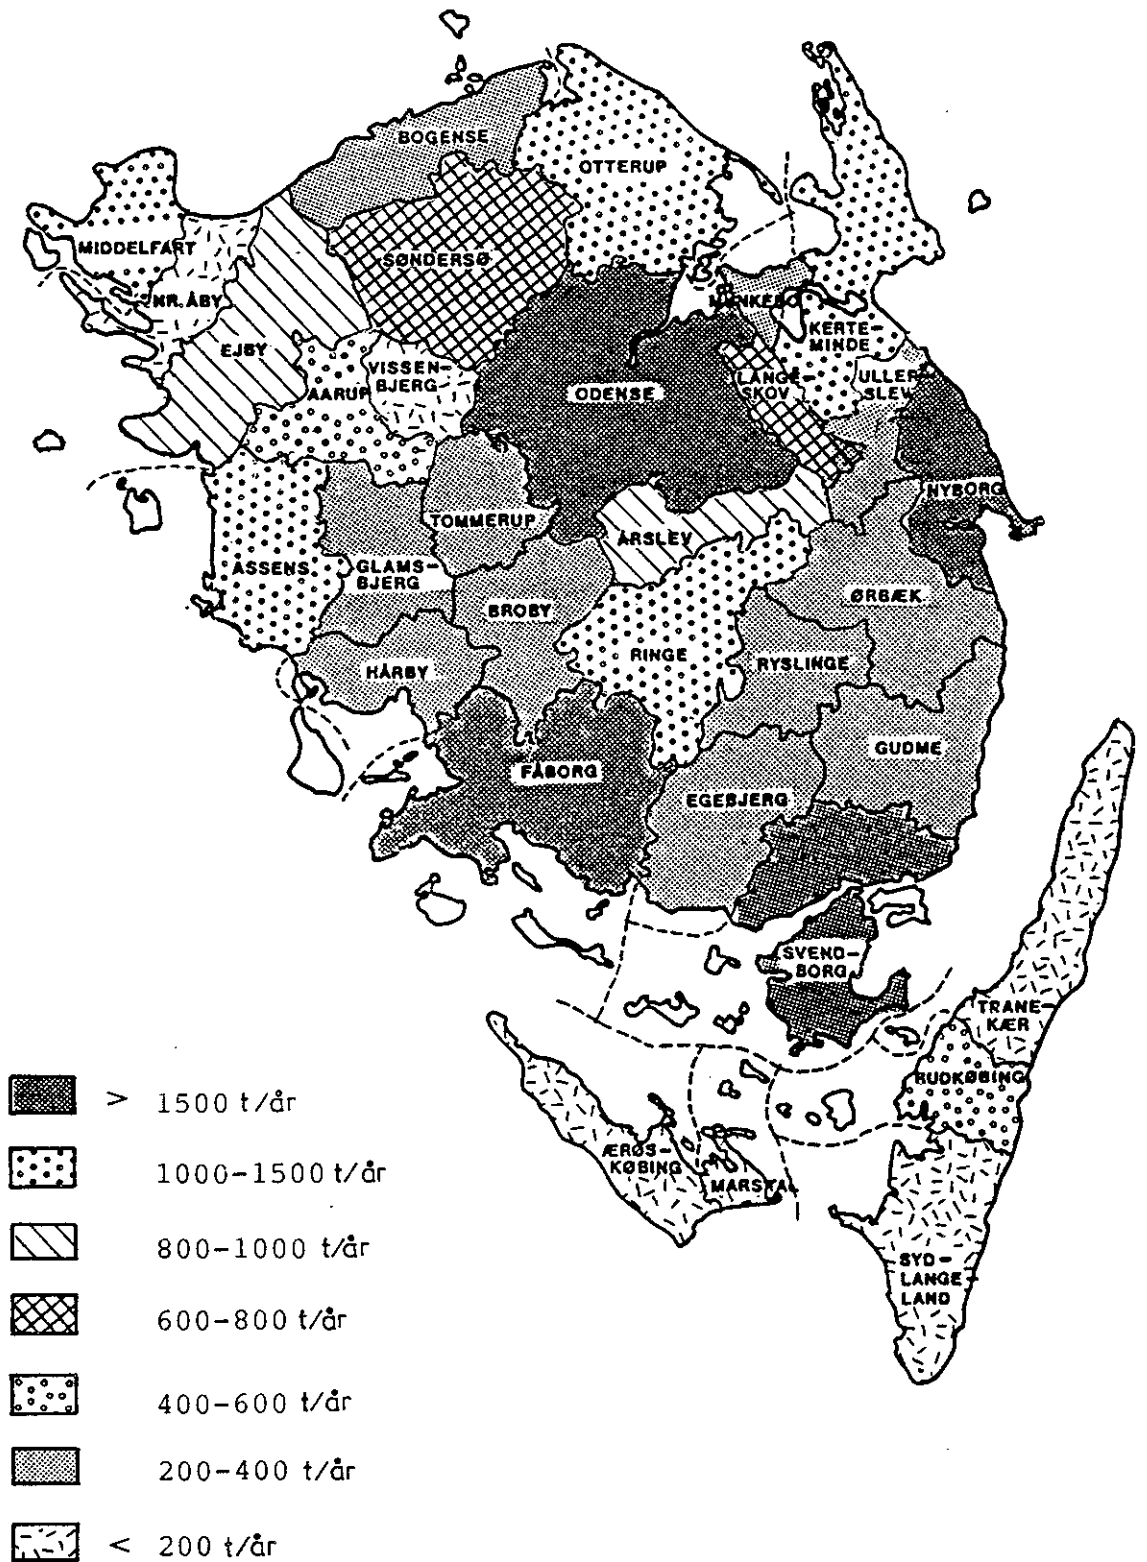 BOGENSE
OTTERUP
MIDDELFART
SØNDERSØ
NR. ÅBY
MUNKEBO
KERTE-
MINDE
EJBY
VISSEN-
BJERG
AARUP
ODENSE
LANGE-
SKOV
ULLER
SLEV
NYBORG
TOMMERUP
ÅRSLEV
ASSENS
GLAMS-
BJERG
BROBY
ØRBÆK
RINGE
RYSLINGE
HÅRBY
GUDME
FÅBORG
EGEBJERG
SVEND-
BORG
TRANE-
KÆR
RUDKØBING
ÆRØS-
KØBING
MARSTAL
SYD-
LANGE-
LAND
> 1500 t/år
1000-1500 t/år
800-1000 t/år
600-800 t/år
400-600 t/år
200-400 t/år
< 200 t/år